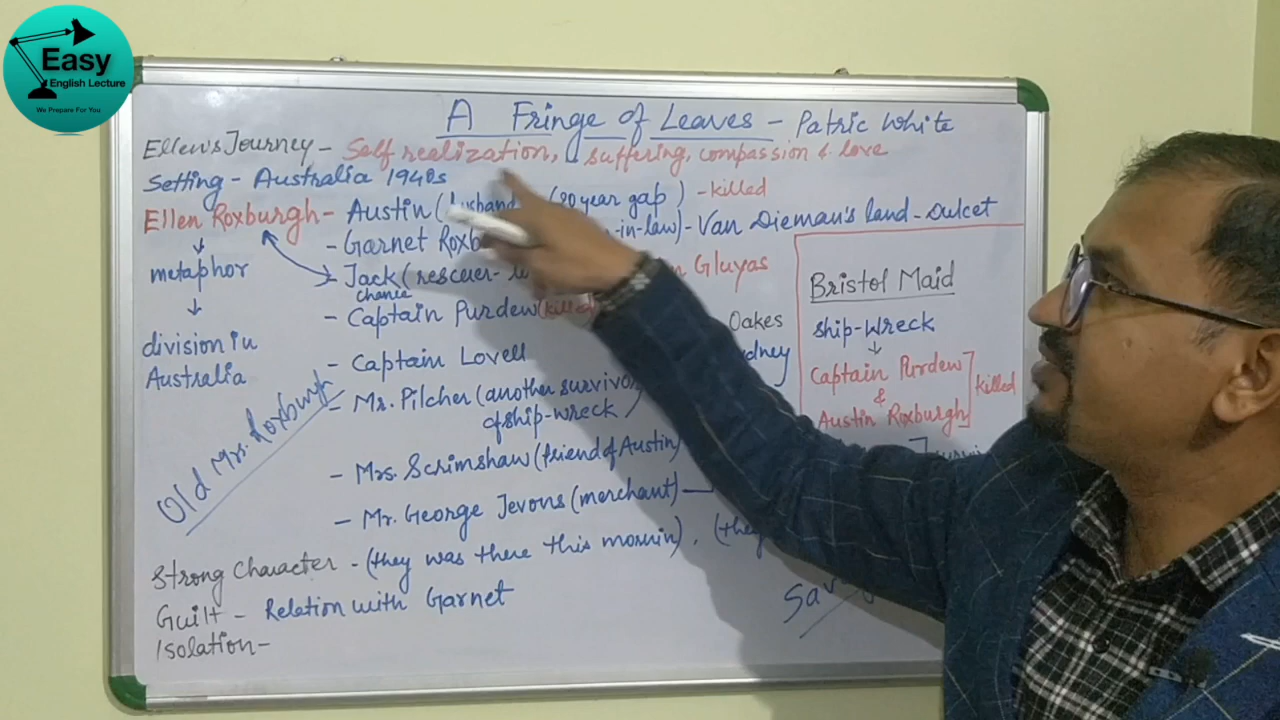 Easy
English Lecture
We Prepare For You
A Fringe of Leaves - Patric White
Ellen's Journey - Self realization, suffering, compassion & love
Setting - Australia 1940s
Ellen Roxburgh - Austin (husband) (20 year gap) - killed
- Garnet Roxb -in-law) - Van Dieman's land - Dulcet
metaphor
- Jack (rescuer- Gluyas
chance
- Captain Purdew (killed) Oakes
division in
Australia
- Captain Lovell dney
- Mr. Pilcher (another survivor
of ship-wreck
Old Mrs. Roxburgh
- Mrs. Scrimshaw (friend of Austin)
- Mr. George Jevons (merchant) -
Strong Character - (they was there this mornin). (they
Guilt - Relation with Garnet
Isolation -
Bristol Maid
ship-wreck
Captain Purdew
&
Austin Roxburgh
killed